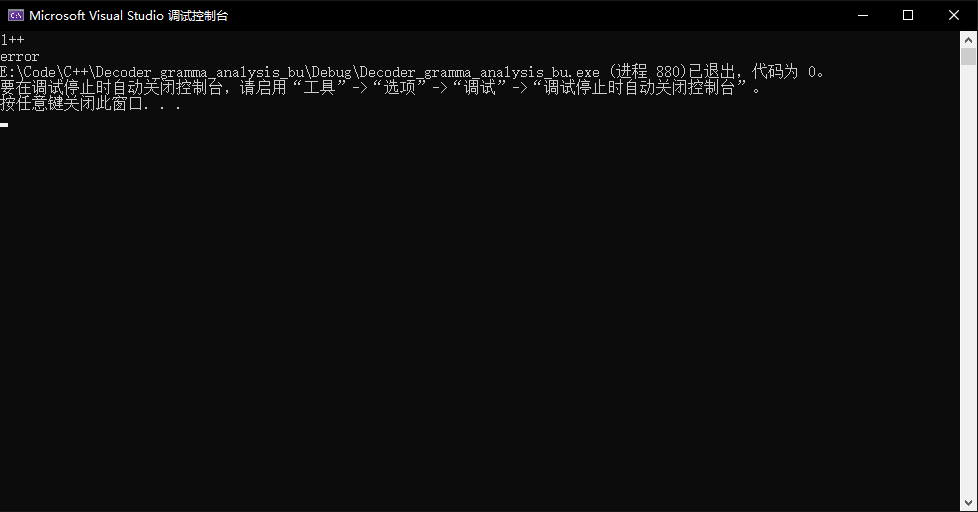 Microsoft Visual Studio 调试控制台
1++
error
E:\Code\C++\Decoder_gramma_analysis_bu\Debug\Decoder_gramma_analysis_bu.exe (进程 880)已退出，代码为 0。
要在调试停止时自动关闭控制台，请启用“工具”->“选项”->“调试”->“调试停止时自动关闭控制台”。
按任意键关闭此窗口. . .